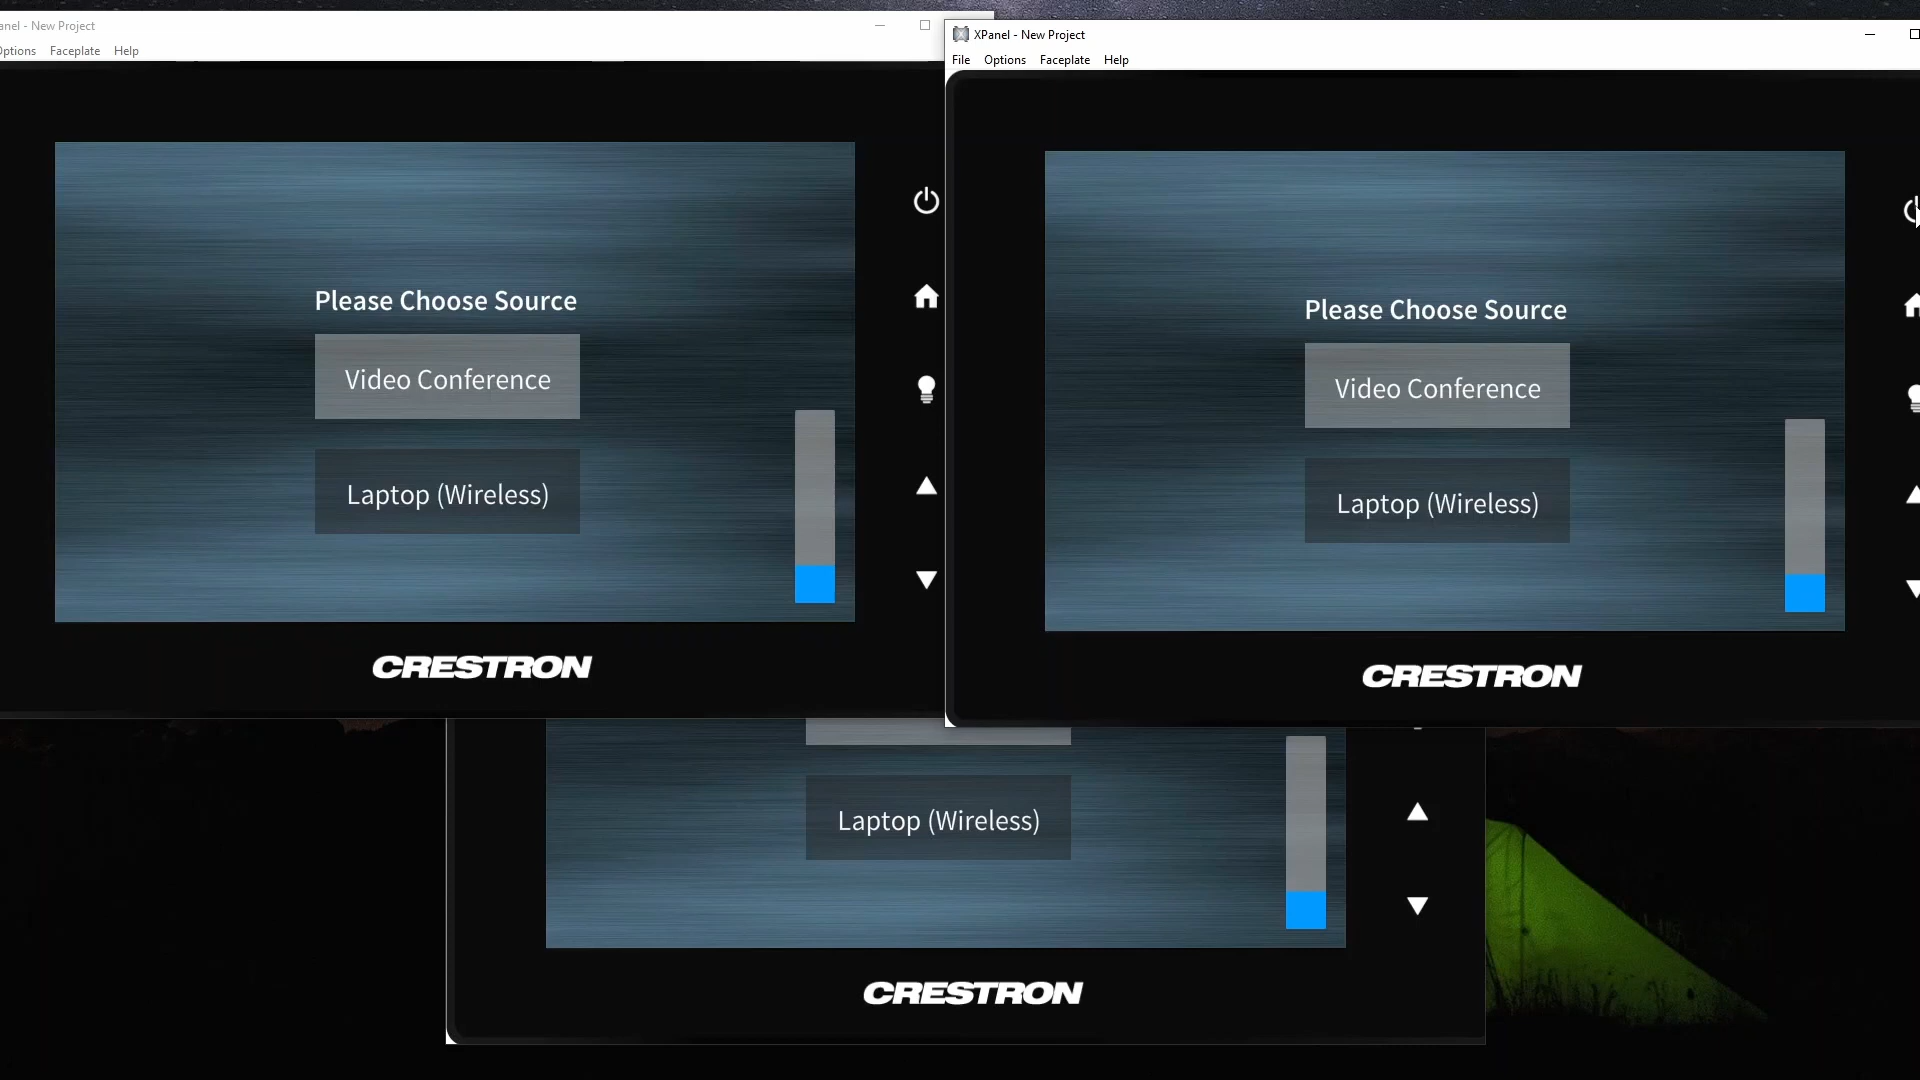 anel - New Project
Options Faceplate Help
Please Choose Source
Video Conference
Laptop (Wireless)
CRESTRON
XPanel - New Project
File Options Faceplate Help
Please Choose Source
Video Conference
Laptop (Wireless)
CRESTRON
Laptop (Wireless)
CRESTRON